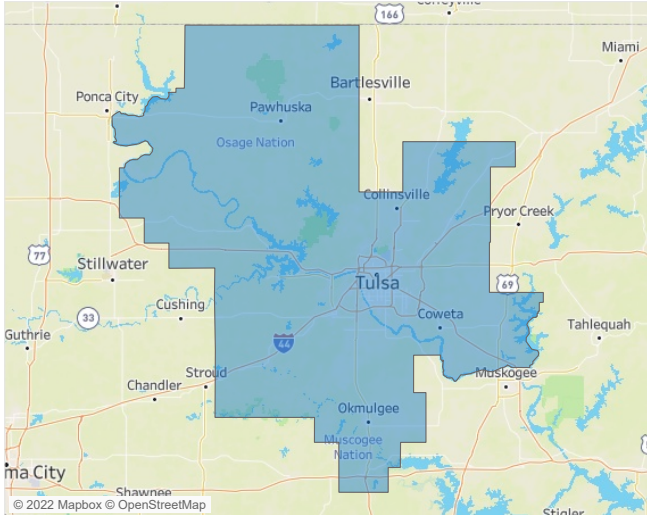 Coffeyville
166
Miami
Bartlesville
Ponca City
Pawhuska
Osage Nation
Collinsville
Pryor Creek
77
Stillwater
Tulsa
69
Cushing
33
Coweta
Tahlequah
Guthrie
44
Stroud
Chandler
Muskogee
Okmulgee
Muscogee
Nation
ma City
Shawnee
Stigler
© 2022 Mapbox © OpenStreetMap